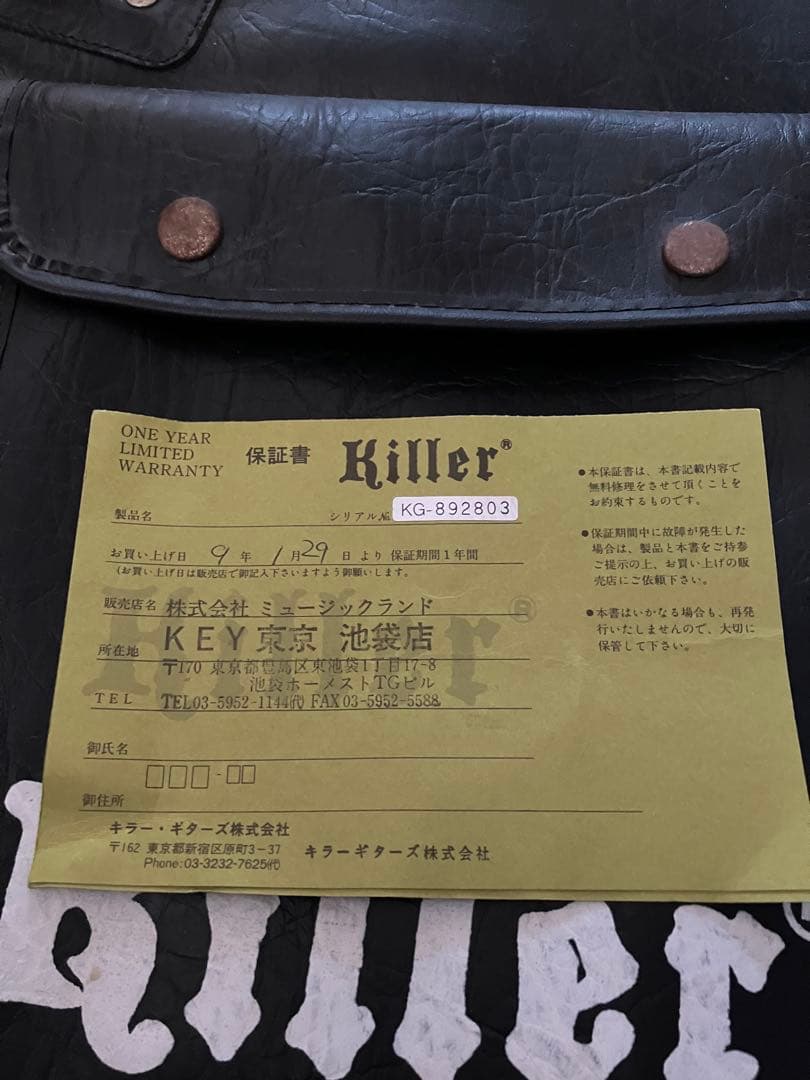 ONE YEAR
LIMITED
WARRANTY
保証書
Killer®
製品名
シリアル№ KG-892803
お買い上げ日 9 年 1 月 29 日 より 保証期間1年間
(お買い上げ日は販売店で御記入下さいますよう御願いします。
販売店名 株式会社 ミュージックランド
KEY東京 池袋店
所在地
〒170 東京都豊島区東池袋1丁目17-8
池袋ホーメストTGビル
TEL
TEL03-5952-1144㈹ FAX03-5952-5588
御氏名
□□□-□□
御住所
キラー・ギターズ株式会社
〒162 東京都新宿区原町3-37
Phone:03-3232-7625㈹
キラーギターズ株式会社
●本保証書は、本書記載内容で
無料修理をさせて頂くことを
お約束するものです。
●保証期間中に故障が発生した
場合は、製品と本書をご持参
ご提示の上、お買い上げの販
売店にご依頼下さい。
●本書はいかなる場合も、再発
行いたしませんので、大切に
保管して下さい。
Killer®
Killer®